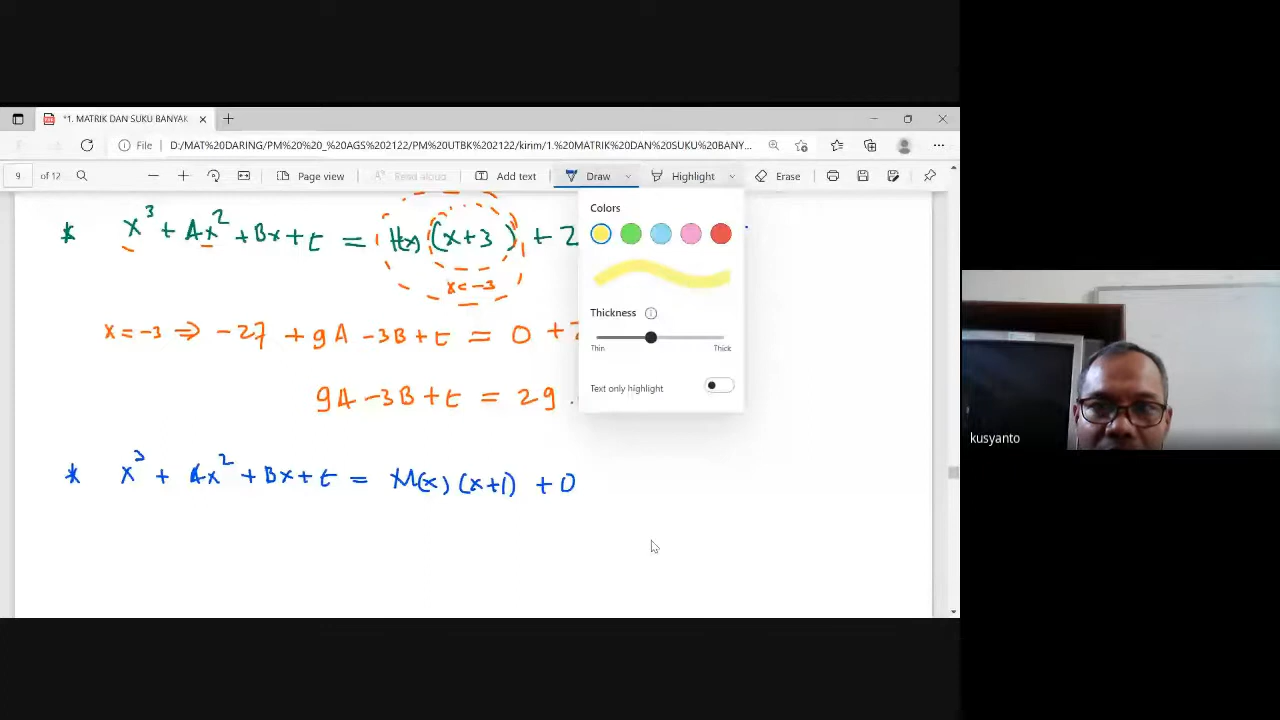 *1. MATRIK DAN SUKU BANYAK
File D:/MAT%20DARING/PM%20%20_%20AGS%202122/PM%20UTBK%202122/kirim/1.%20MATRIK%20DAN%20SUKU%20BANY...
9 of 12 Page view Read aloud Add text Draw Highlight Erase
* x³ + Ax² + Bx + t = H(x) (x+3) + 2
x = -3
x = -3 ⇒ -27 + 9A - 3B + t = 0 + 2
9A - 3B + t = 29
* x³ + Ax² + Bx + t = M(x) (x+1) + 0
Colors
Thickness
Thin Thick
Text only highlight
kusyanto